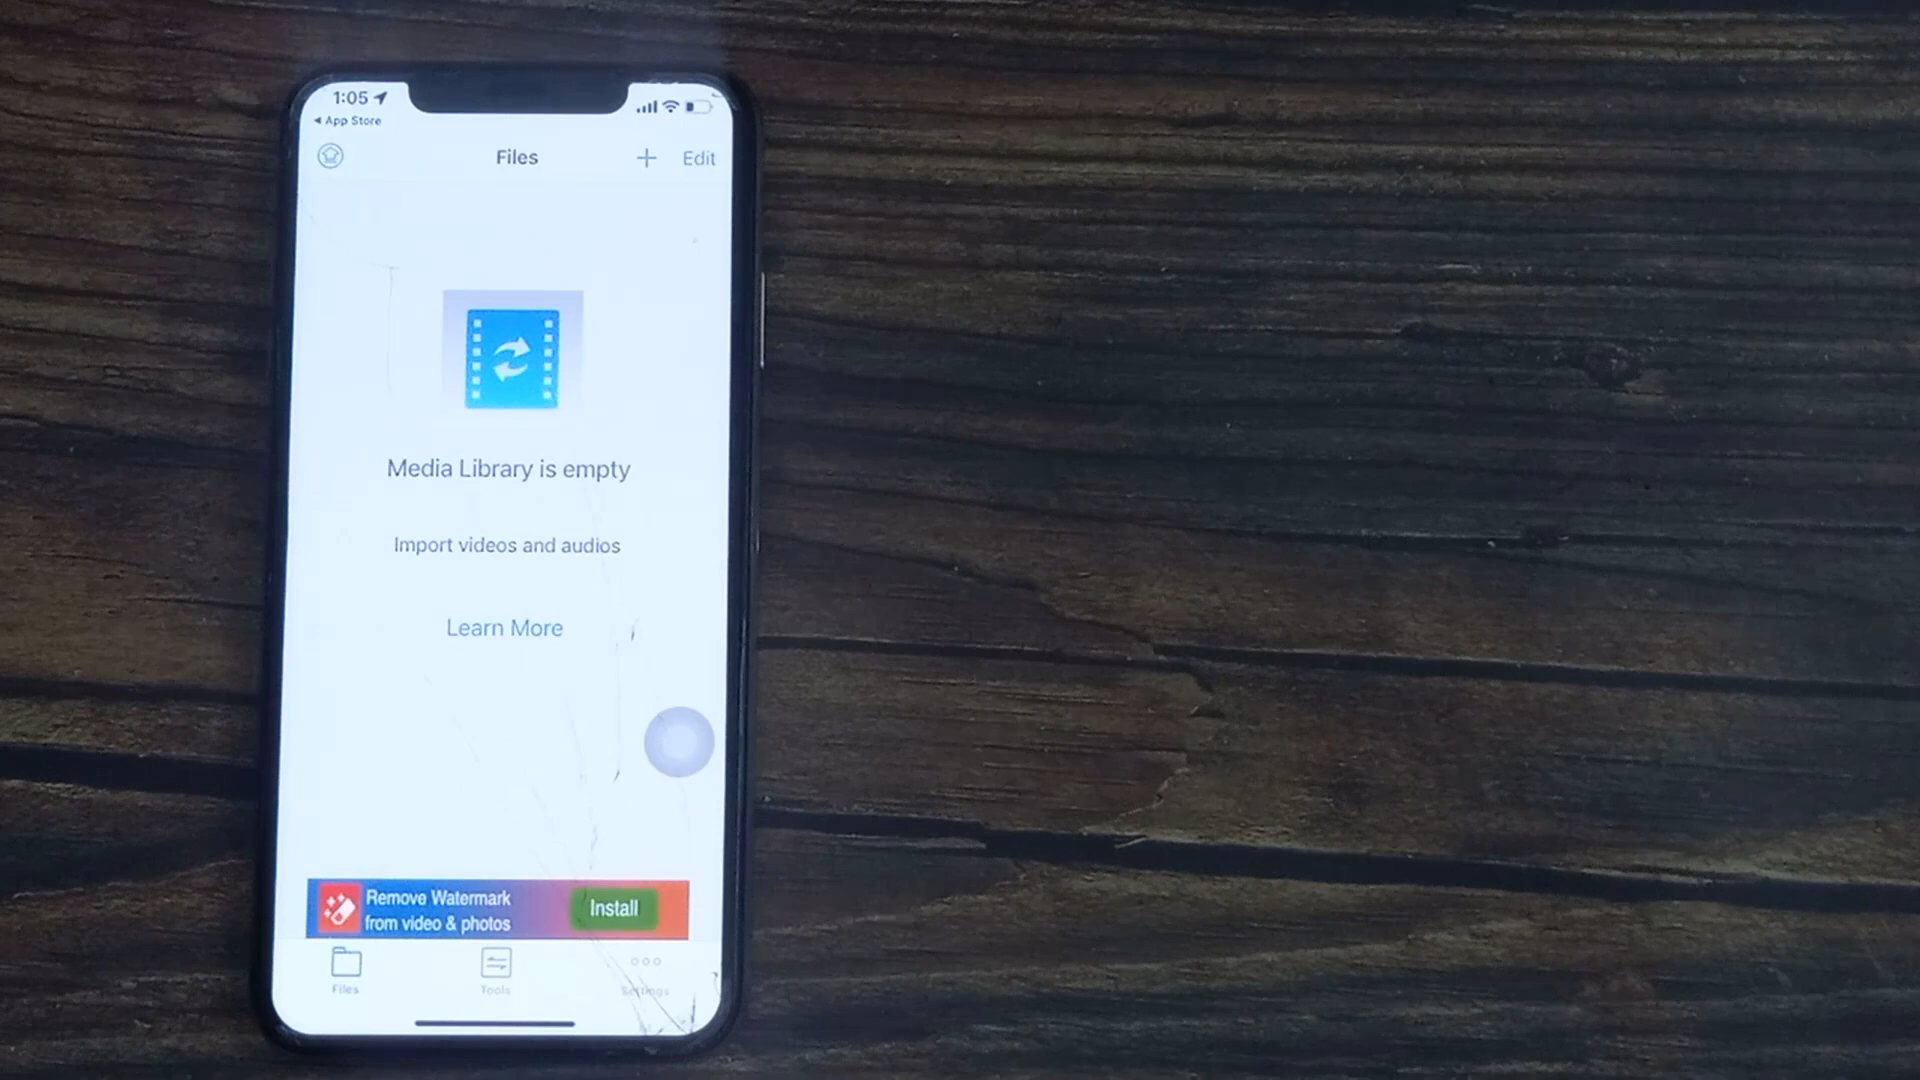 1:05
◀ App Store
Files
+ Edit
Media Library is empty
Import videos and audios
Learn More
Remove Watermark
from video & photos
Install
Files
Tools
Settings